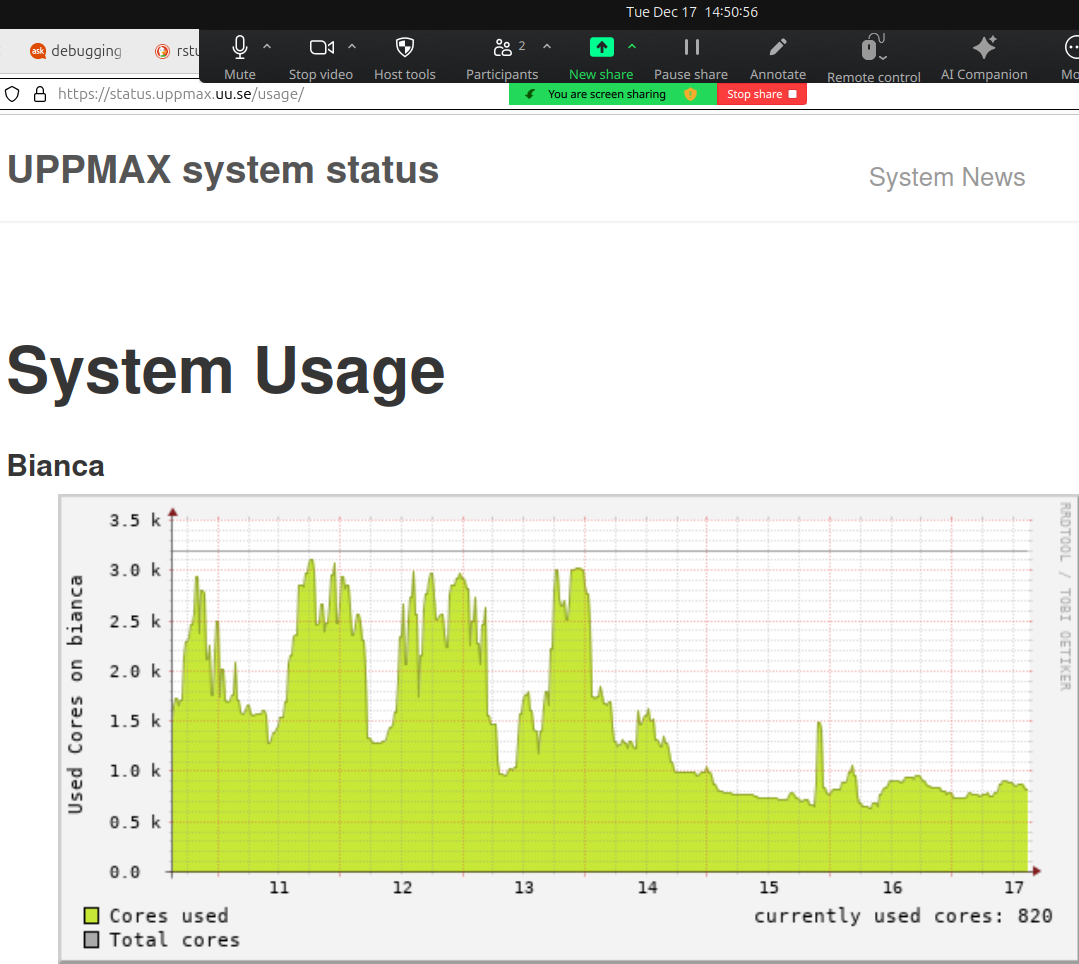 Tue Dec 17 14:50:56
debugging
rstu
Mute
Stop video
Host tools
2
Participants
New share
Pause share
Annotate
Remote control
AI Companion
Mo
https://status.uppmax.uu.se/usage/
You are screen sharing
Stop share
UPPMAX system status
System News
System Usage
Bianca
3.5 k
3.0 k
2.5 k
2.0 k
1.5 k
1.0 k
0.5 k
0.0
Used Cores on bianca
RRDTOOL / TOBI OETIKER
11 12 13 14 15 16 17
Cores used
currently used cores: 820
Total cores